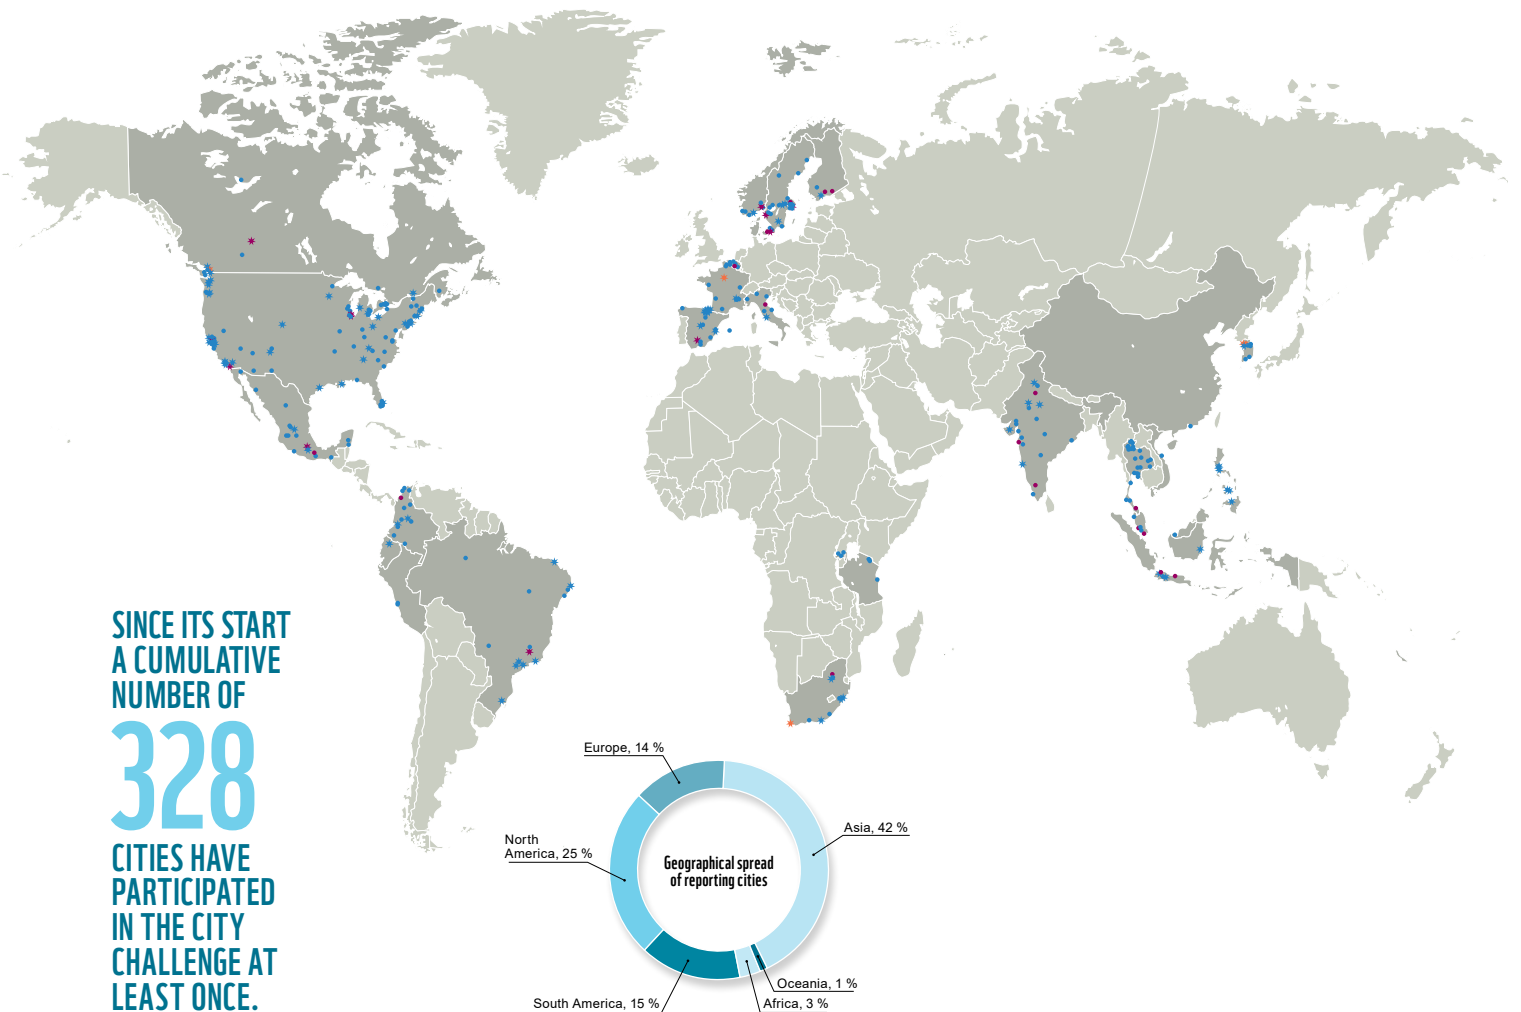 SINCE ITS START
A CUMULATIVE
NUMBER OF
328
CITIES HAVE
PARTICIPATED
IN THE CITY
CHALLENGE AT
LEAST ONCE.
Europe, 14 %
Asia, 42 %
North
America, 25 %
Geographical spread
of reporting cities
Oceania, 1 %
South America, 15 %
Africa, 3 %